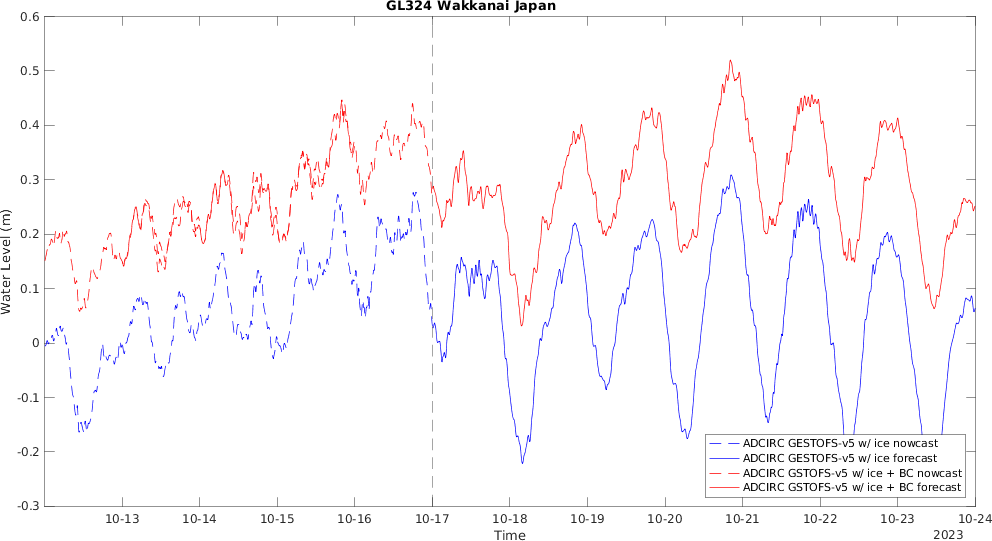 GL324 Wakkanai Japan
0.6
0.5
0.4
0.3
0.2
0.1
0
-0.1
-0.2
-0.3
Water Level (m)
ADCIRC GESTOFS-v5 w/ ice nowcast
ADCIRC GESTOFS-v5 w/ ice forecast
ADCIRC GSTOFS-v5 w/ ice + BC nowcast
ADCIRC GSTOFS-v5 w/ ice + BC forecast
10-13 10-14 10-15 10-16 10-17 10-18 10-19 10-20 10-21 10-22 10-23 10-24
Time
2023